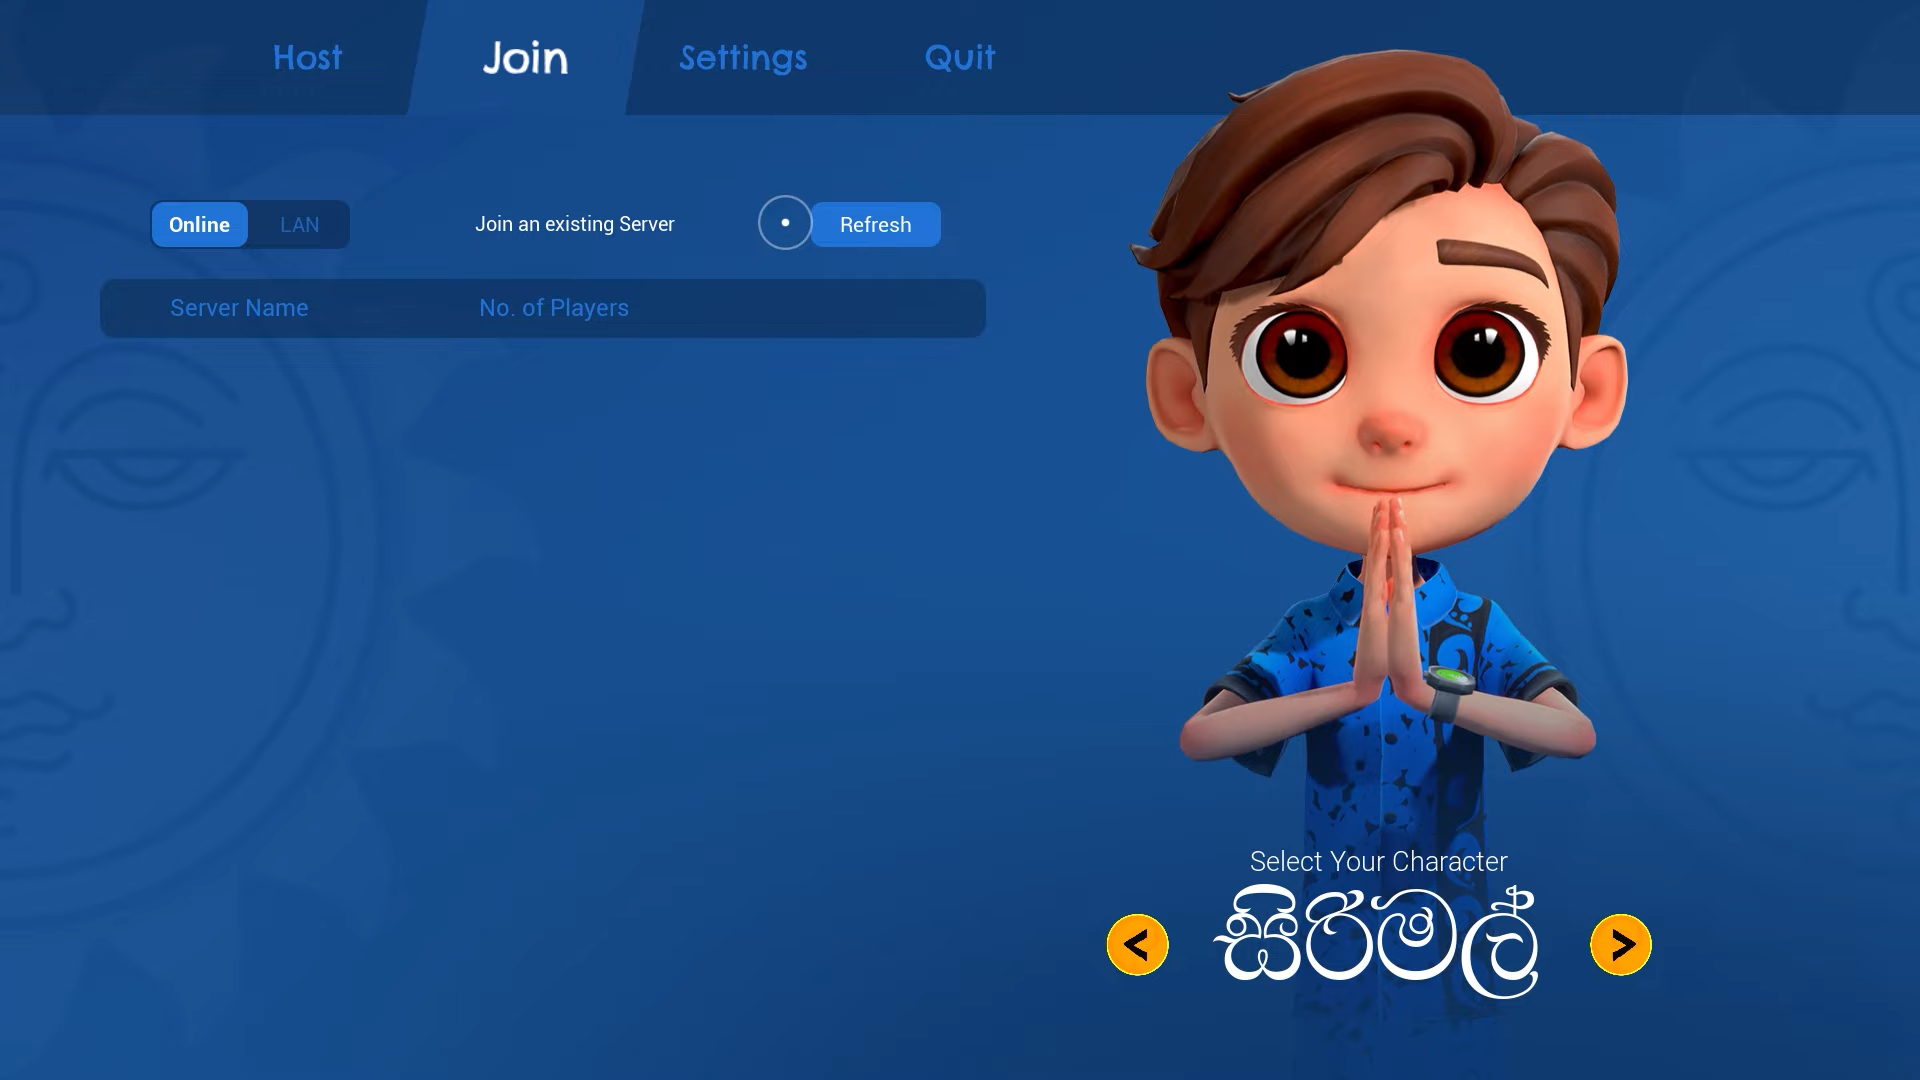 Host Join Settings Quit
Online LAN Join an existing Server Refresh
Server Name No. of Players
Select Your Character
< සිරිමල් >